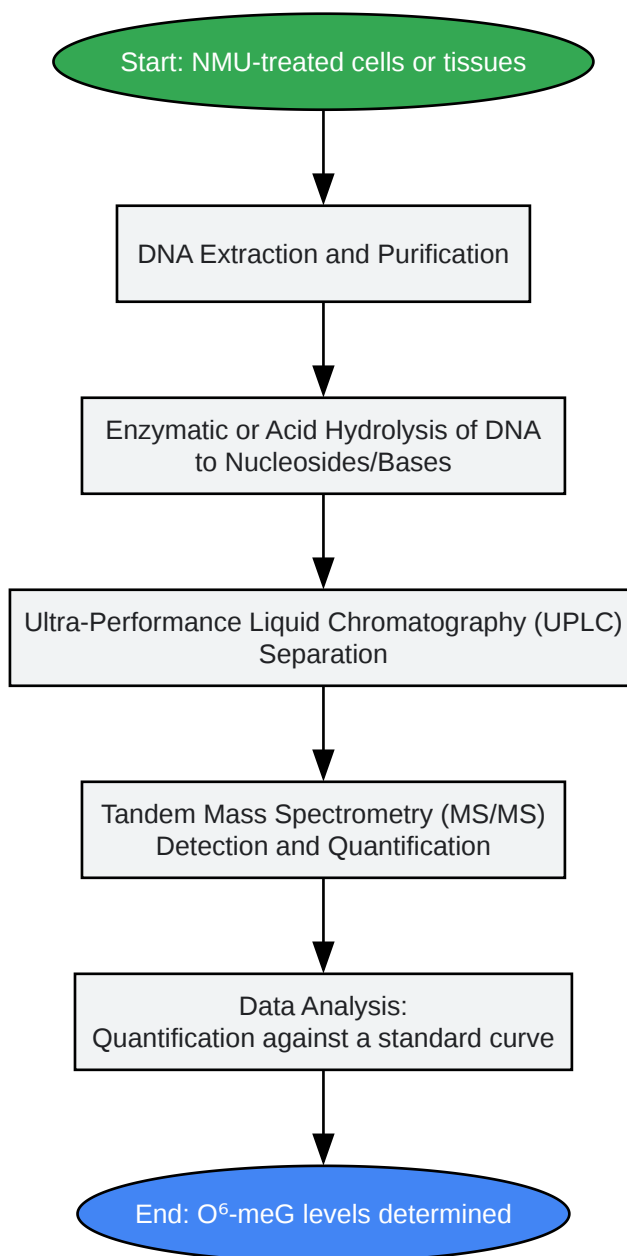 Start: NMU-treated cells or tissues
DNA Extraction and Purification
Enzymatic or Acid Hydrolysis of DNA
to Nucleosides/Bases
Ultra-Performance Liquid Chromatography (UPLC)
Separation
Tandem Mass Spectrometry (MS/MS)
Detection and Quantification
Data Analysis:
Quantification against a standard curve
End: O⁶-meG levels determined